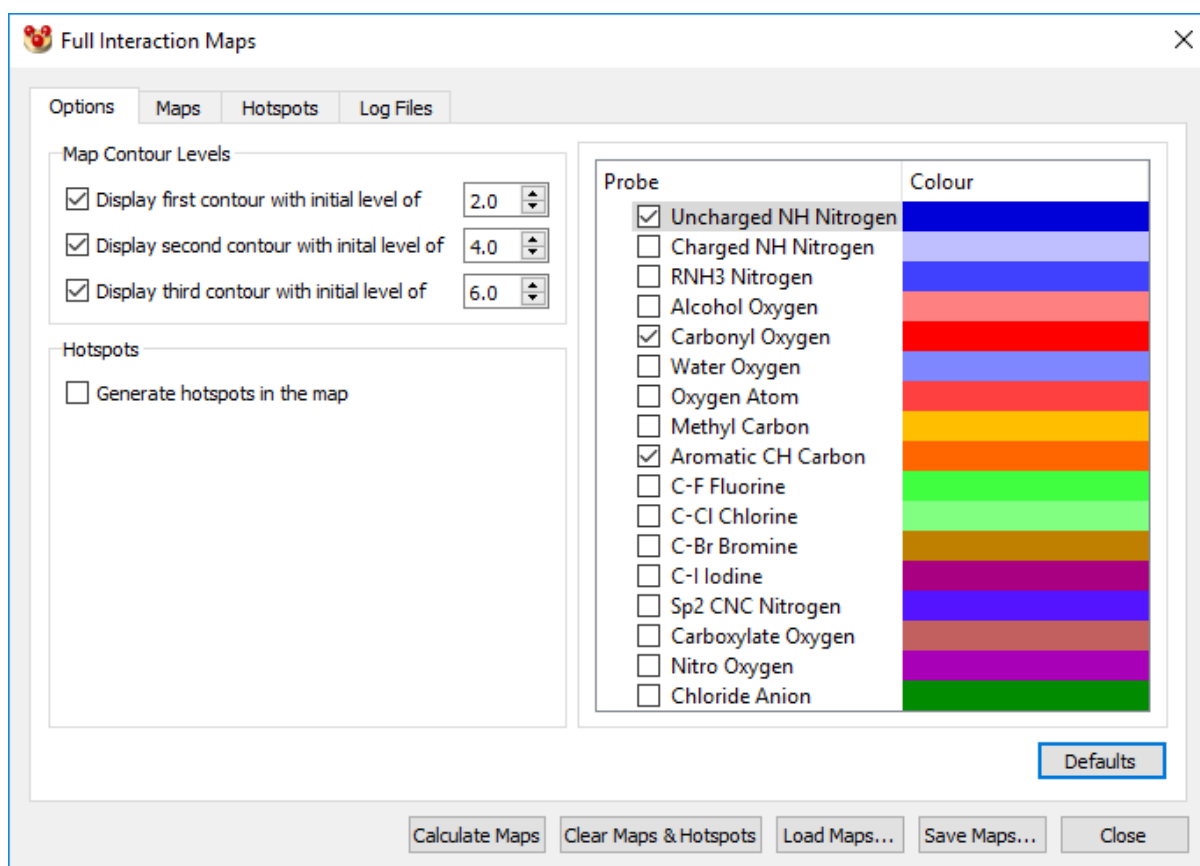 Full Interaction Maps
Options Maps Hotspots Log Files
Map Contour Levels
Display first contour with initial level of 2.0
Display second contour with inital level of 4.0
Display third contour with initial level of 6.0
Hotspots
Generate hotspots in the map
Probe Colour
Uncharged NH Nitrogen
Charged NH Nitrogen
RNH3 Nitrogen
Alcohol Oxygen
Carbonyl Oxygen
Water Oxygen
Oxygen Atom
Methyl Carbon
Aromatic CH Carbon
C-F Fluorine
C-Cl Chlorine
C-Br Bromine
C-I Iodine
Sp2 CNC Nitrogen
Carboxylate Oxygen
Nitro Oxygen
Chloride Anion
Defaults
Calculate Maps Clear Maps & Hotspots Load Maps... Save Maps... Close